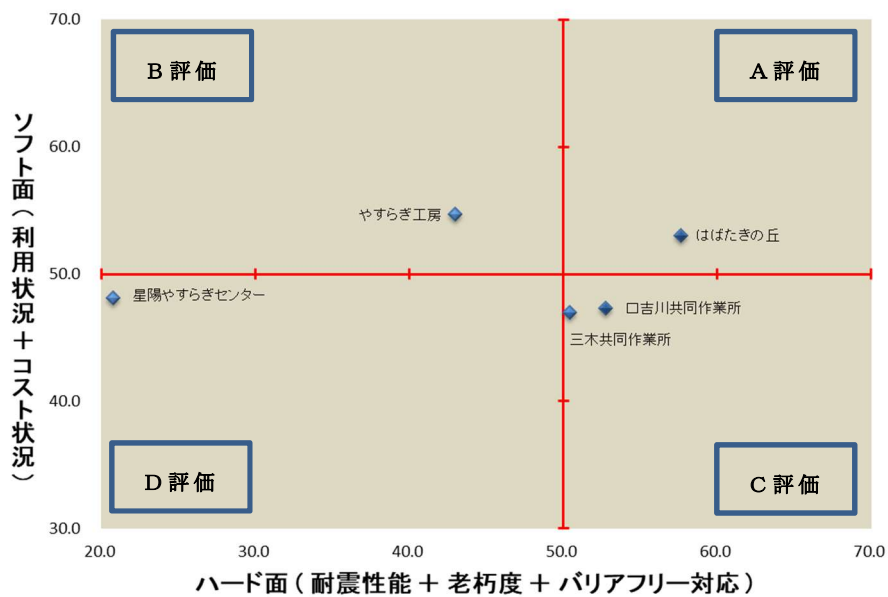 70.0
B 評価
A 評価
60.0
やすらぎ工房
はばたきの丘
50.0
星陽やすらぎセンター
口吉川共同作業所
三木共同作業所
40.0
D 評価
C 評価
30.0
20.0 30.0 40.0 50.0 60.0 70.0
ソフト面(利用状況+コスト状況)
ハード面(耐震性能+老朽度+バリアフリー対応)